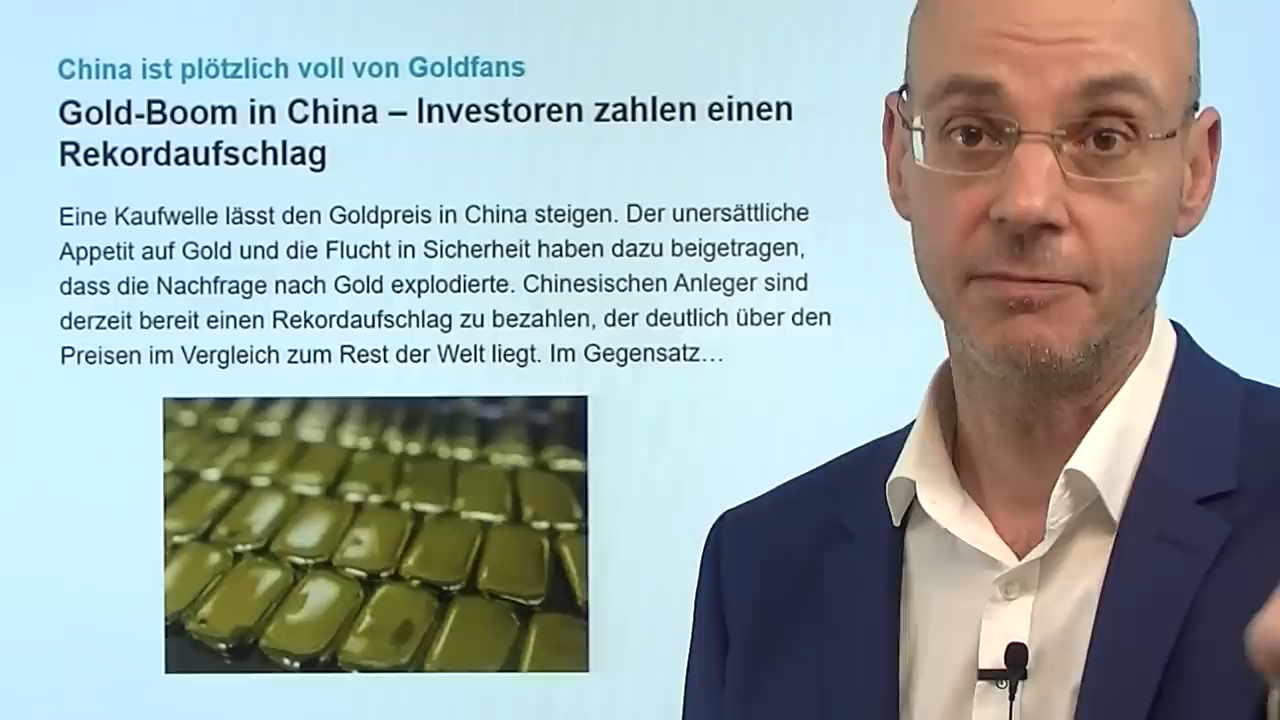 China ist plötzlich voll von Goldfans
Gold-Boom in China – Investoren zahlen einen
Rekordaufschlag
Eine Kaufwelle lässt den Goldpreis in China steigen. Der unersättliche
Appetit auf Gold und die Flucht in Sicherheit haben dazu beigetragen,
dass die Nachfrage nach Gold explodierte. Chinesischen Anleger sind
derzeit bereit einen Rekordaufschlag zu bezahlen, der deutlich über den
Preisen im Vergleich zum Rest der Welt liegt. Im Gegensatz…